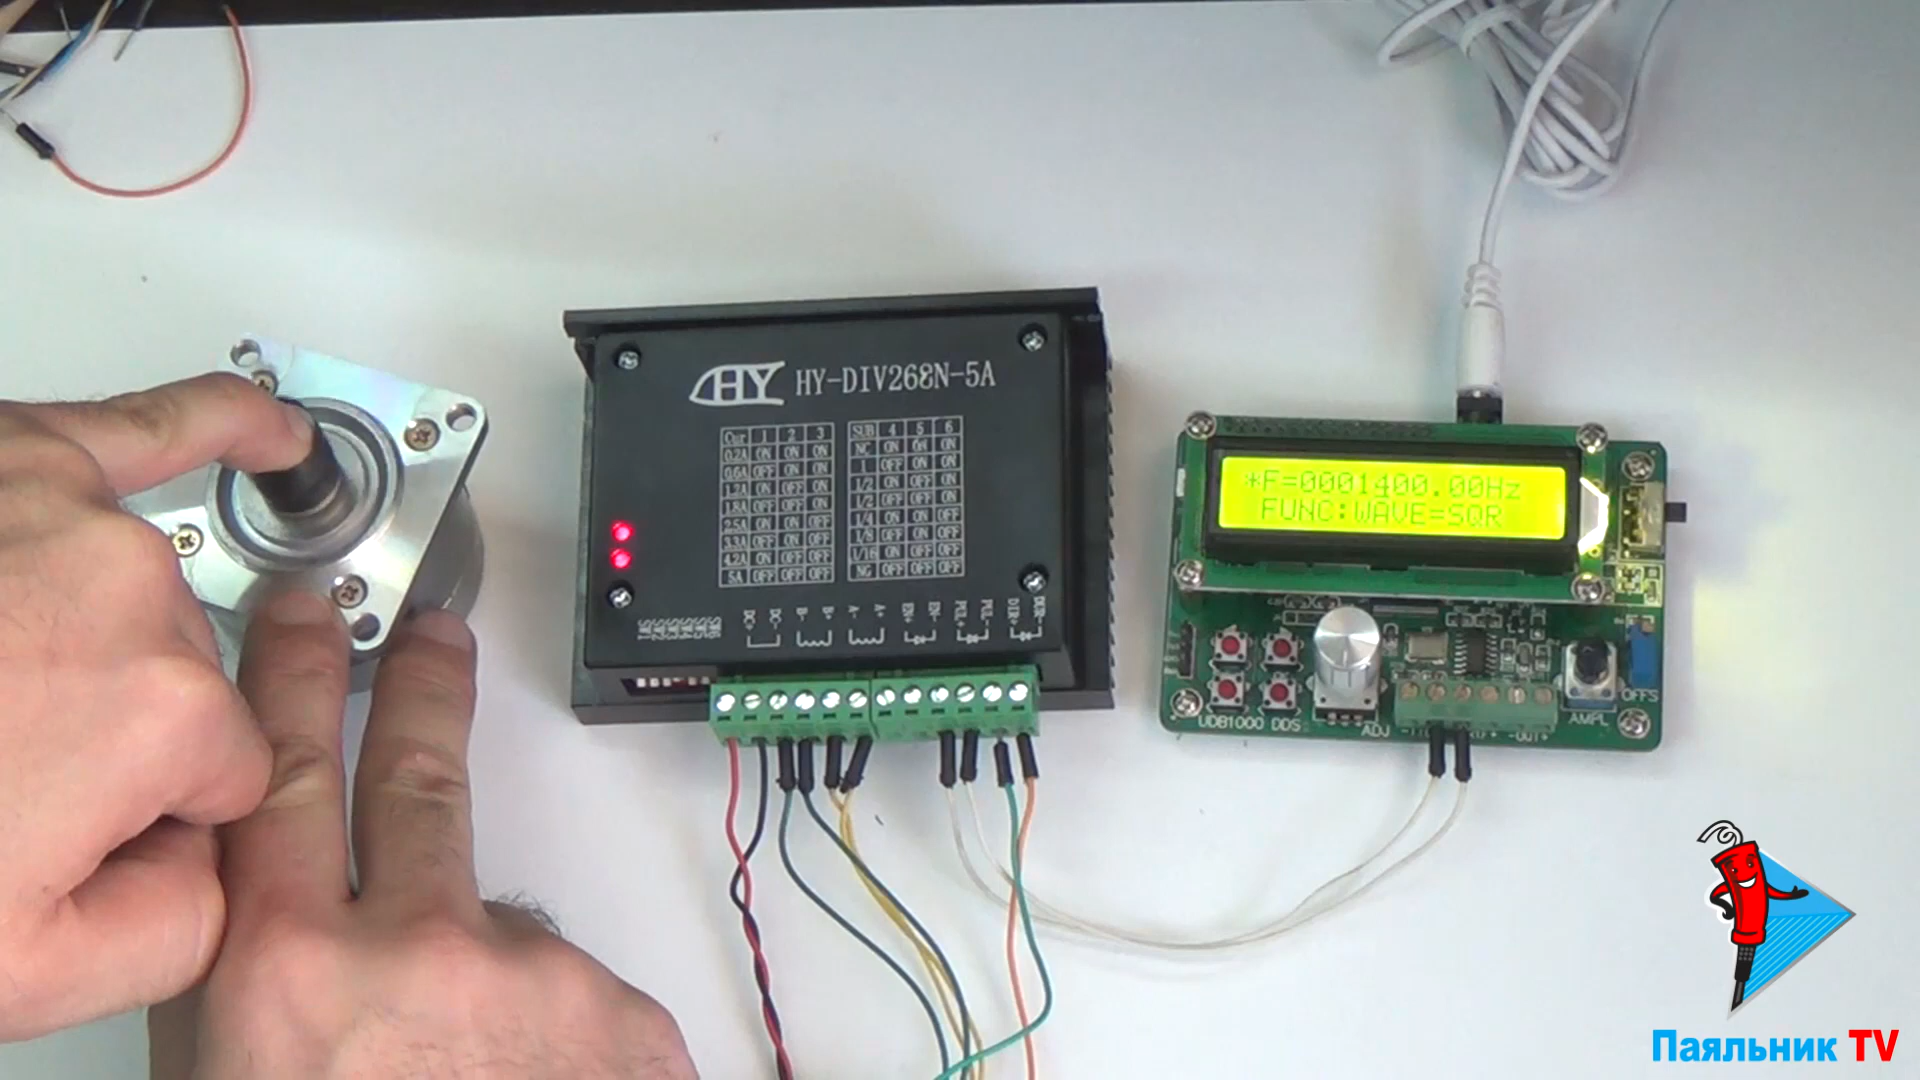 HY HY-DIV268N-5A
Cur 1 2 3
0.2A ON ON ON
0.6A OFF ON ON
1.2A ON OFF ON
1.8A OFF OFF ON
2.5A ON ON OFF
3.3A OFF ON OFF
4.2A ON OFF OFF
5A OFF OFF OFF
SUB 4 5 6
NC ON ON ON
1 OFF ON ON
1/2 ON OFF ON
1/2 OFF OFF ON
1/4 ON ON OFF
1/8 OFF ON OFF
1/16 ON OFF OFF
NG OFF OFF OFF
DC+ DC- B- B+ A- A+ EN+ EN- PUL+ PUL- DIR+ DIR-
*F=0001400.00Hz
FUNC:WAVE=SQR
OFFS
AMPL
UDB1000 DDS
ADJ
-OUT+
Паяльник TV